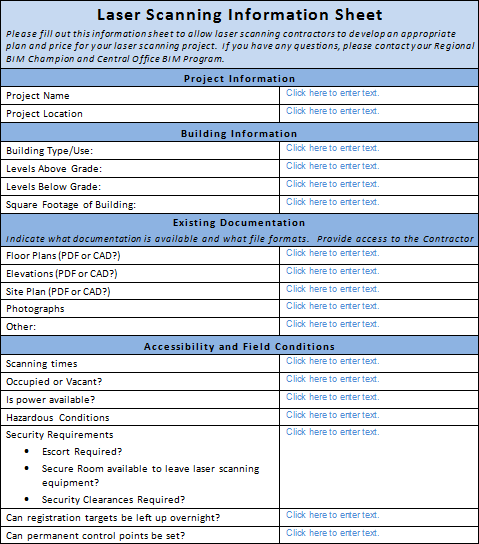 Laser Scanning Information Sheet
Please fill out this information sheet to allow laser scanning contractors to develop an appropriate
plan and price for your laser scanning project. If you have any questions, please contact your Regional
BIM Champion and Central Office BIM Program.
Project Information
Project Name Click here to enter text.
Project Location Click here to enter text.
Building Information
Building Type/Use: Click here to enter text.
Levels Above Grade: Click here to enter text.
Levels Below Grade: Click here to enter text.
Square Footage of Building: Click here to enter text.
Existing Documentation
Indicate what documentation is available and what file formats. Provide access to the Contractor
Floor Plans (PDF or CAD?) Click here to enter text.
Elevations (PDF or CAD?) Click here to enter text.
Site Plan (PDF or CAD?) Click here to enter text.
Photographs Click here to enter text.
Other: Click here to enter text.
Accessibility and Field Conditions
Scanning times Click here to enter text.
Occupied or Vacant? Click here to enter text.
Is power available? Click here to enter text.
Hazardous Conditions Click here to enter text.
Security Requirements Click here to enter text.
• Escort Required?
• Secure Room available to leave laser scanning
equipment?
• Security Clearances Required?
Can registration targets be left up overnight? Click here to enter text.
Can permanent control points be set? Click here to enter text.